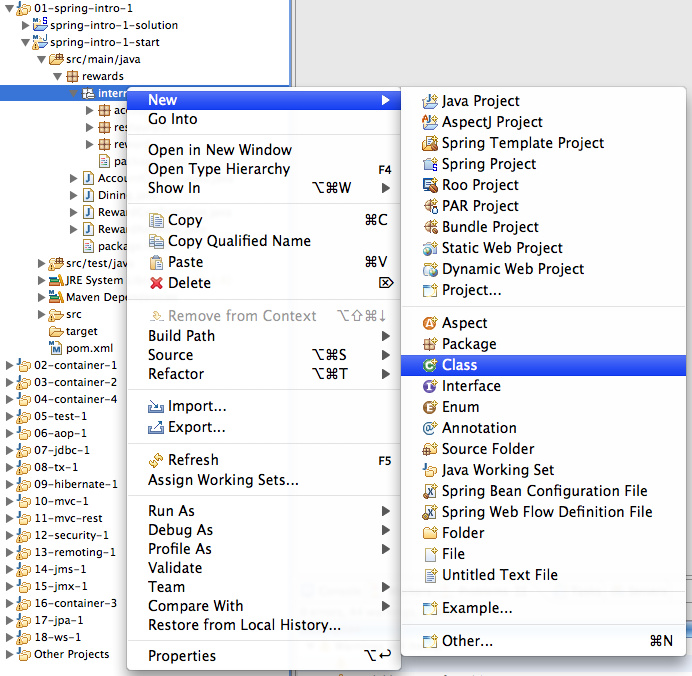 01-spring-intro-1
spring-intro-1-solution
spring-intro-1-start
src/main/java
rewards
intern
ac
res
rew
pa
Accou
Dining
Rewa
Rewa
packa
src/test/jav
JRE System
Maven Depe
src
target
pom.xml
02-container-1
03-container-2
04-container-4
05-test-1
06-aop-1
07-jdbc-1
08-tx-1
09-hibernate-1
10-mvc-1
11-mvc-rest
12-security-1
13-remoting-1
14-jms-1
15-jmx-1
16-container-3
17-jpa-1
18-ws-1
Other Projects
New
Go Into
Open in New Window
Open Type Hierarchy F4
Show In ⌥⌘W
Copy ⌘C
Copy Qualified Name
Paste ⌘V
Delete ⌦
Remove from Context ⌥⇧⌘↓
Build Path
Source ⌥⌘S
Refactor ⌥⌘T
Import...
Export...
Refresh F5
Assign Working Sets...
Run As
Debug As
Profile As
Validate
Team
Compare With
Restore from Local History...
Properties ⌥↩
Java Project
AspectJ Project
Spring Template Project
Spring Project
Roo Project
PAR Project
Bundle Project
Static Web Project
Dynamic Web Project
Project...
Aspect
Package
Class
Interface
Enum
Annotation
Source Folder
Java Working Set
Spring Bean Configuration File
Spring Web Flow Definition File
Folder
File
Untitled Text File
Example...
Other... ⌘N